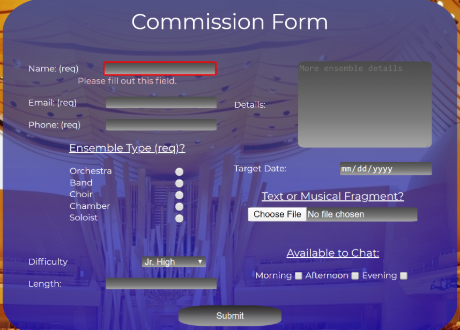 Commission Form
Name: (req)
Please fill out this field.
Email: (req)
Phone: (req)
Ensemble Type (req)?
Orchestra
Band
Choir
Chamber
Soloist
Difficulty
Jr. High
Length:
More ensemble details
Details:
Target Date:
mm/dd/yyyy
Text or Musical Fragment?
Choose File No file chosen
Available to Chat:
Morning Afternoon Evening
Submit